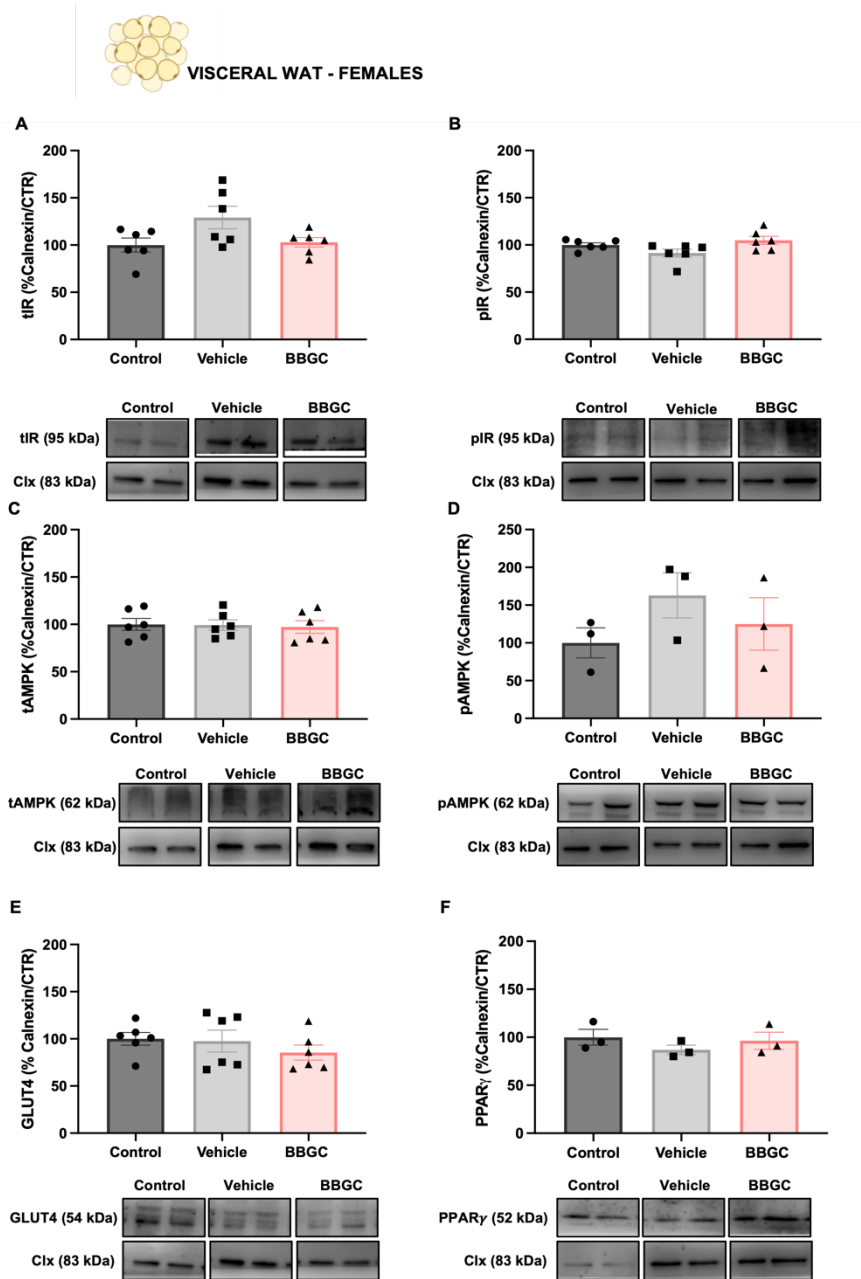 VISCERAL WAT - FEMALES
A
tIR (%Calnexin/CTR)
200
150
100
50
0
Control Vehicle BBGC
Control Vehicle BBGC
tIR (95 kDa)
Clx (83 kDa)
B
pIR (%Calnexin/CTR)
200
150
100
50
0
Control Vehicle BBGC
Control Vehicle BBGC
pIR (95 kDa)
Clx (83 kDa)
C
tAMPK (%Calnexin/CTR)
200
150
100
50
0
Control Vehicle BBGC
Control Vehicle BBGC
tAMPK (62 kDa)
Clx (83 kDa)
D
pAMPK (%Calnexin/CTR)
250
200
150
100
50
0
Control Vehicle BBGC
Control Vehicle BBGC
pAMPK (62 kDa)
Clx (83 kDa)
E
GLUT4 (% Calnexin/CTR)
200
150
100
50
0
Control Vehicle BBGC
Control Vehicle BBGC
GLUT4 (54 kDa)
Clx (83 kDa)
F
PPARγ (%Calnexin/CTR)
200
150
100
50
0
Control Vehicle BBGC
Control Vehicle BBGC
PPARγ (52 kDa)
Clx (83 kDa)